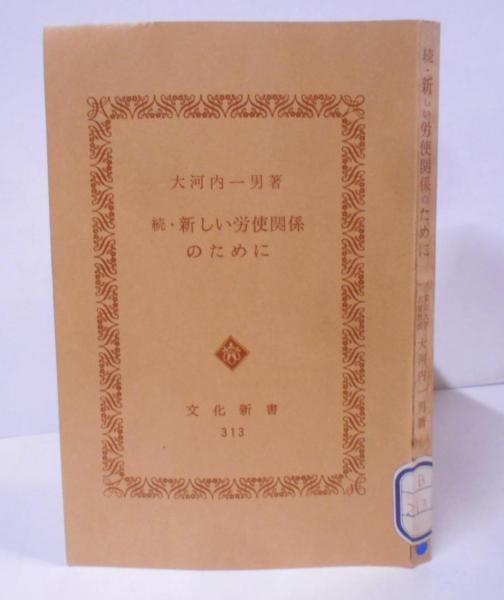 大河内一男著
続・新しい労使関係
のために
文化新書
313
続・新しい労使関係のために
大河内一男著
B